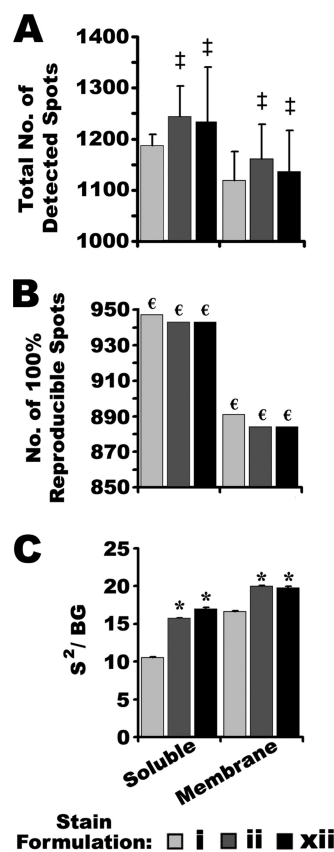 A
Total No. of
Detected Spots
1400
1300
1200
1100
1000
‡
‡
‡
‡
B
No. of 100%
Reproducible Spots
950
930
910
890
870
850
€
€
€
€
€
€
C
S²/ BG
25
20
15
10
5
0
*
*
*
*
Soluble
Membrane
Stain
Formulation: i ii xii